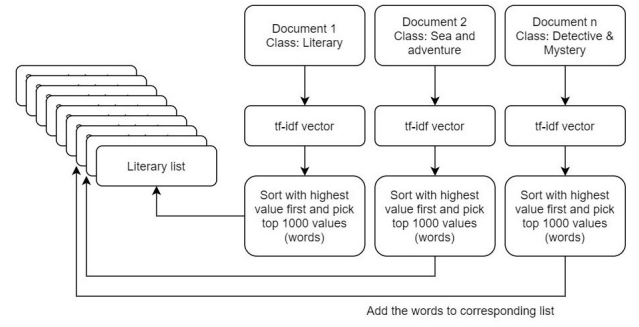 Document 1
Class: Literary
Document 2
Class: Sea and
adventure
Document n
Class: Detective &
Mystery
tf-idf vector
tf-idf vector
tf-idf vector
Literary list
Sort with highest
value first and pick
top 1000 values
(words)
Sort with highest
value first and pick
top 1000 values
(words)
Sort with highest
value first and pick
top 1000 values
(words)
Add the words to corresponding list